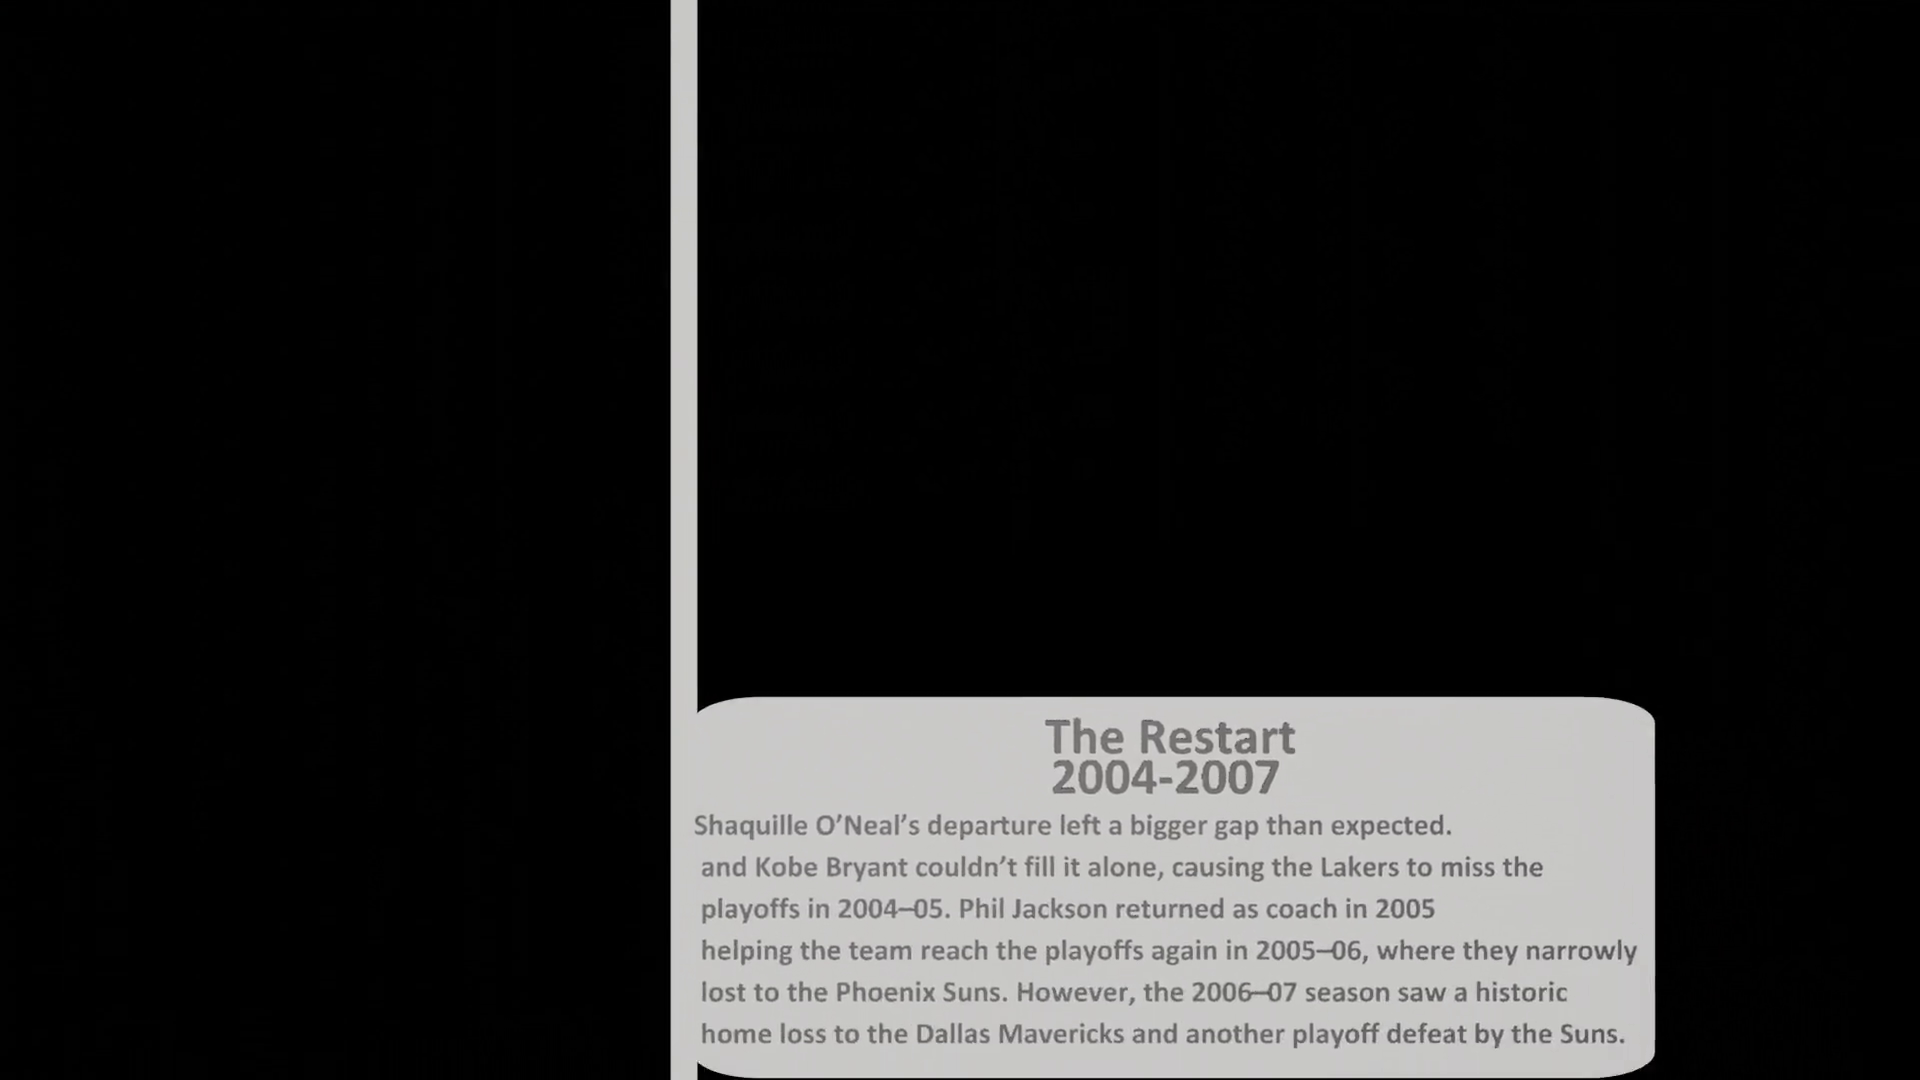 The Restart
2004-2007
Shaquille O’Neal’s departure left a bigger gap than expected.
and Kobe Bryant couldn’t fill it alone, causing the Lakers to miss the
playoffs in 2004–05. Phil Jackson returned as coach in 2005
helping the team reach the playoffs again in 2005–06, where they narrowly
lost to the Phoenix Suns. However, the 2006–07 season saw a historic
home loss to the Dallas Mavericks and another playoff defeat by the Suns.